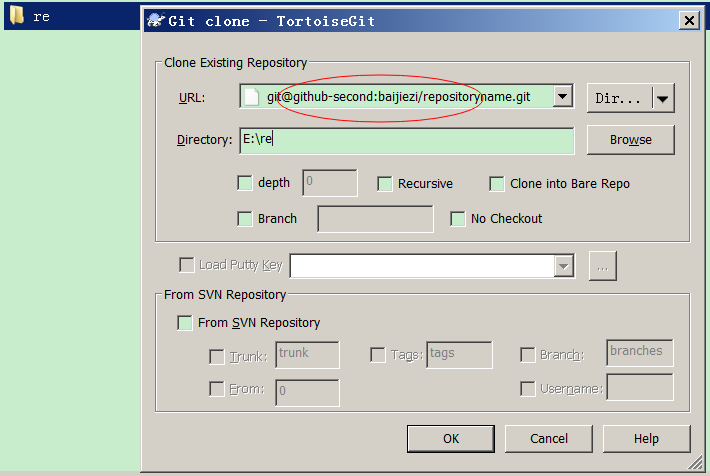 re
Git clone - TortoiseGit
Clone Existing Repository
URL: git@github-second:baijiezi/repositoryname.git Dir...
Directory: E:\re Browse
depth 0 Recursive Clone into Bare Repo
Branch No Checkout
Load Putty Key ...
From SVN Repository
From SVN Repository
Trunk: trunk Tags: tags Branch: branches
From: 0 Username:
OK Cancel Help